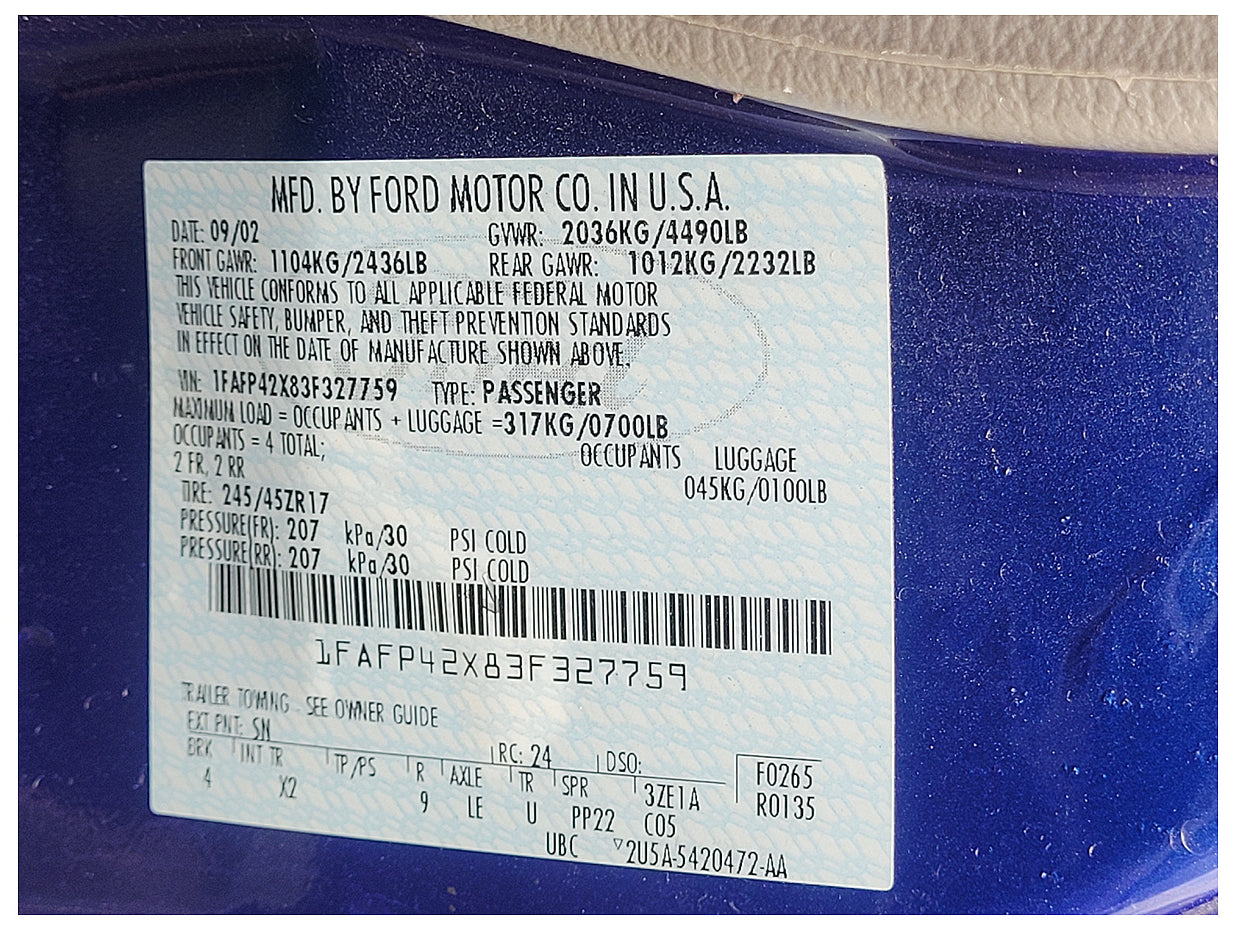 MFD. BY FORD MOTOR CO. IN U.S.A.
DATE: 09/02 GVWR: 2036KG/4490LB
FRONT GAWR: 1104KG/2436LB REAR GAWR: 1012KG/2232LB
THIS VEHICLE CONFORMS TO ALL APPLICABLE FEDERAL MOTOR
VEHICLE SAFETY, BUMPER, AND THEFT PREVENTION STANDARDS
IN EFFECT ON THE DATE OF MANUFACTURE SHOWN ABOVE.
VIN: 1FAFP42X83F327759 TYPE: PASSENGER
MAXIMUM LOAD = OCCUPANTS + LUGGAGE =317KG/0700LB
OCCUPANTS = 4 TOTAL; OCCUPANTS LUGGAGE
2 FR, 2 RR 045KG/0100LB
TIRE: 245/45ZR17
PRESSURE(FR): 207 kPa/30 PSI COLD
PRESSURE(RR): 207 kPa/30 PSI COLD
1FAFP42X83F327759
TRAILER TOWING - SEE OWNER GUIDE
EXT PNT: SN RC: 24 DSO:
BRK INT TR TP/PS R AXLE TR SPR F0265
4 X2 9 LE U PP22 3ZE1A R0135
C05
UBC ▽2U5A-5420472-AA